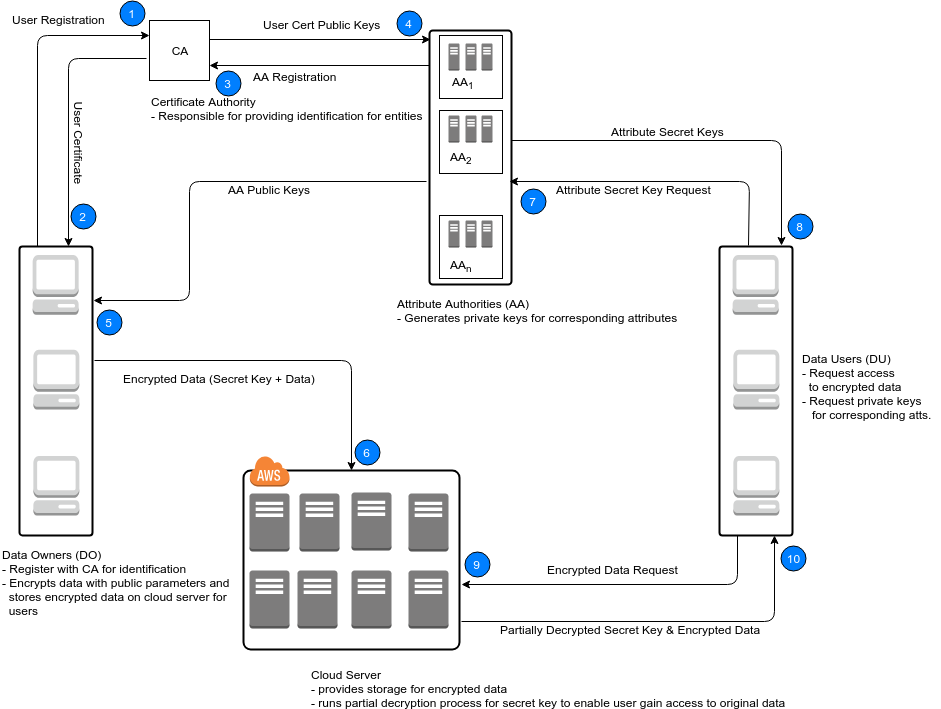 User Registration
1
CA
User Cert Public Keys
4
AA Registration
3
Certificate Authority
- Responsible for providing identification for entities
User Certificate
2
AA1
AA2
AAn
Attribute Secret Keys
Attribute Secret Key Request
7
8
AA Public Keys
5
Attribute Authorities (AA)
- Generates private keys for corresponding attributes
Encrypted Data (Secret Key + Data)
6
Data Users (DU)
- Request access
to encrypted data
- Request private keys
for corresponding atts.
AWS
Data Owners (DO)
- Register with CA for identification
- Encrypts data with public parameters and
stores encrypted data on cloud server for
users
9
Encrypted Data Request
10
Partially Decrypted Secret Key & Encrypted Data
Cloud Server
- provides storage for encrypted data
- runs partial decryption process for secret key to enable user gain access to original data